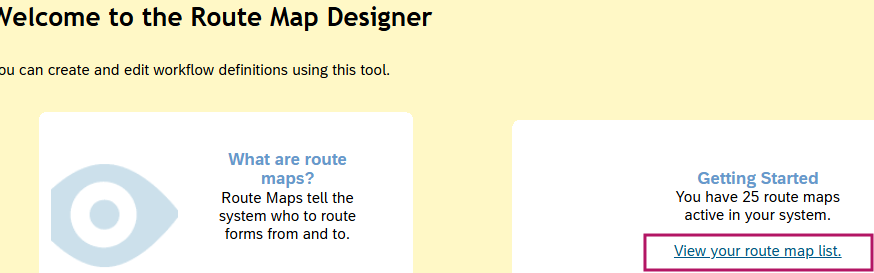 Welcome to the Route Map Designer
ou can create and edit workflow definitions using this tool.
What are route
maps?
Route Maps tell the
system who to route
forms from and to.
Getting Started
You have 25 route maps
active in your system.
View your route map list.